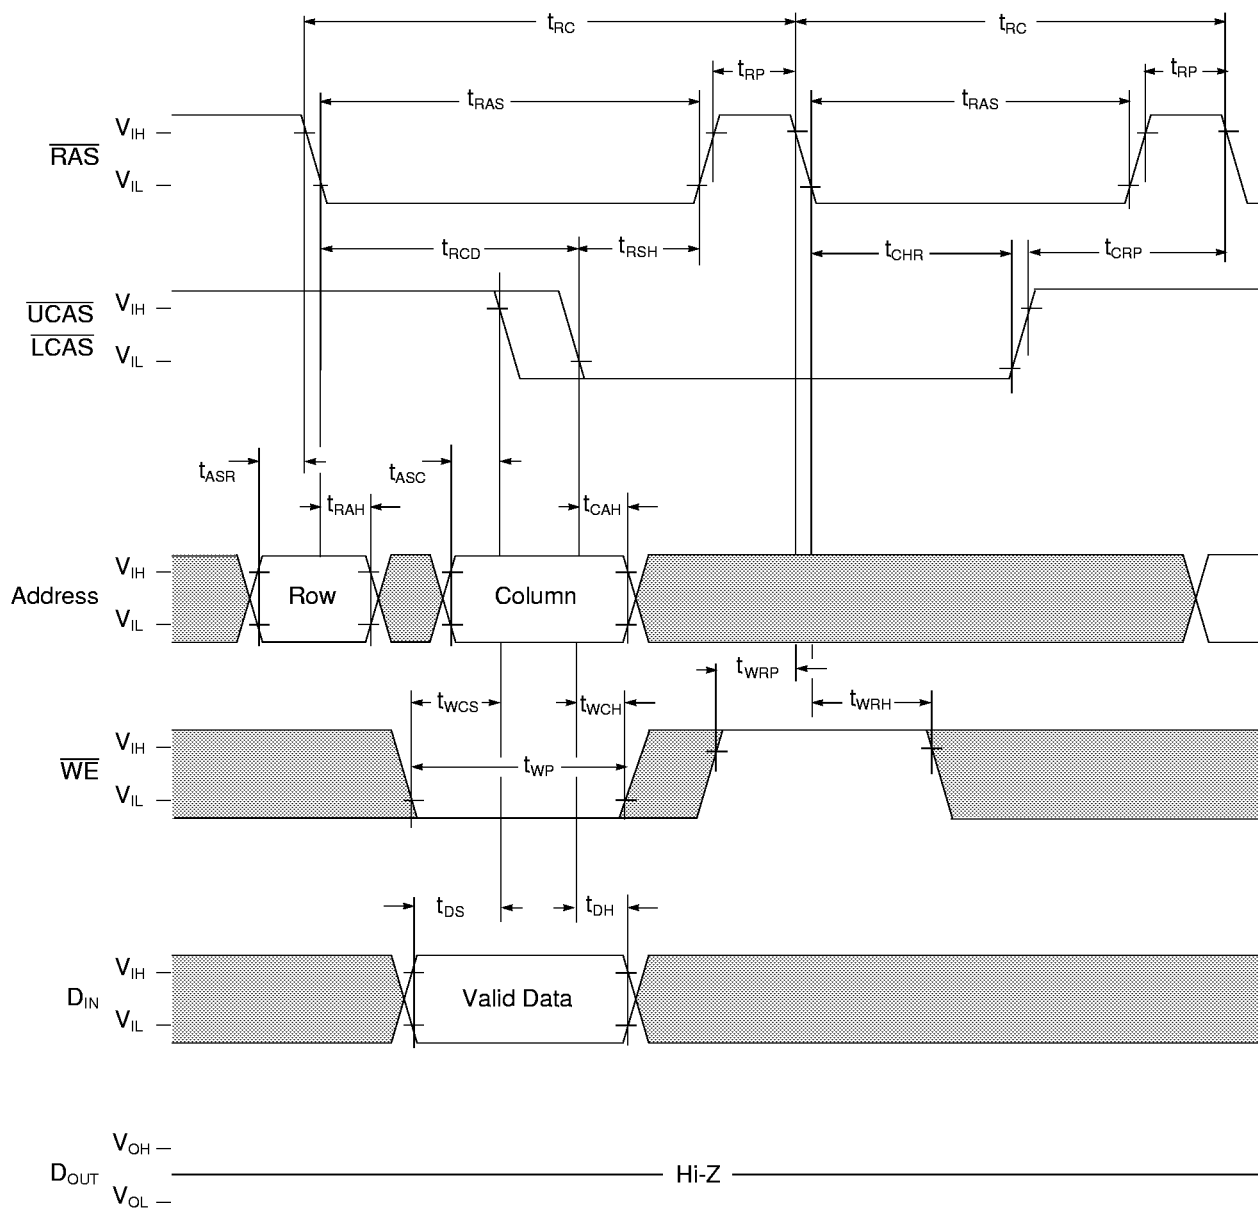 tRC tRC
tRP tRP
tRAS tRAS
RAS VIH
VIL
tRCD tRSH tCHR tCRP
UCAS VIH
LCAS VIL
tASR tASC
tRAH tCAH
Address VIH
VIL
Row Column
tWRP
tWCS tWCH tWRH
WE VIH
VIL
tWP
tDS tDH
DIN VIH
VIL
Valid Data
DOUT VOH
VOL
Hi-Z